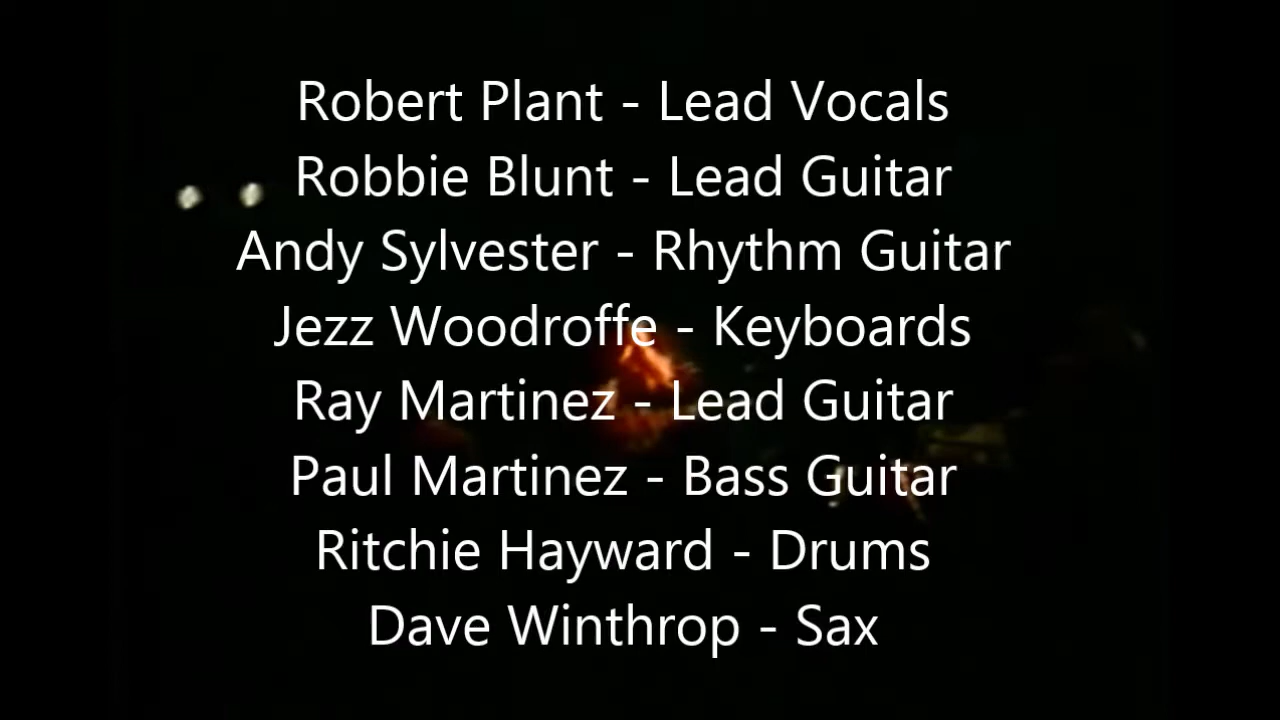 Robert Plant - Lead Vocals
Robbie Blunt - Lead Guitar
Andy Sylvester - Rhythm Guitar
Jezz Woodroffe - Keyboards
Ray Martinez - Lead Guitar
Paul Martinez - Bass Guitar
Ritchie Hayward - Drums
Dave Winthrop - Sax